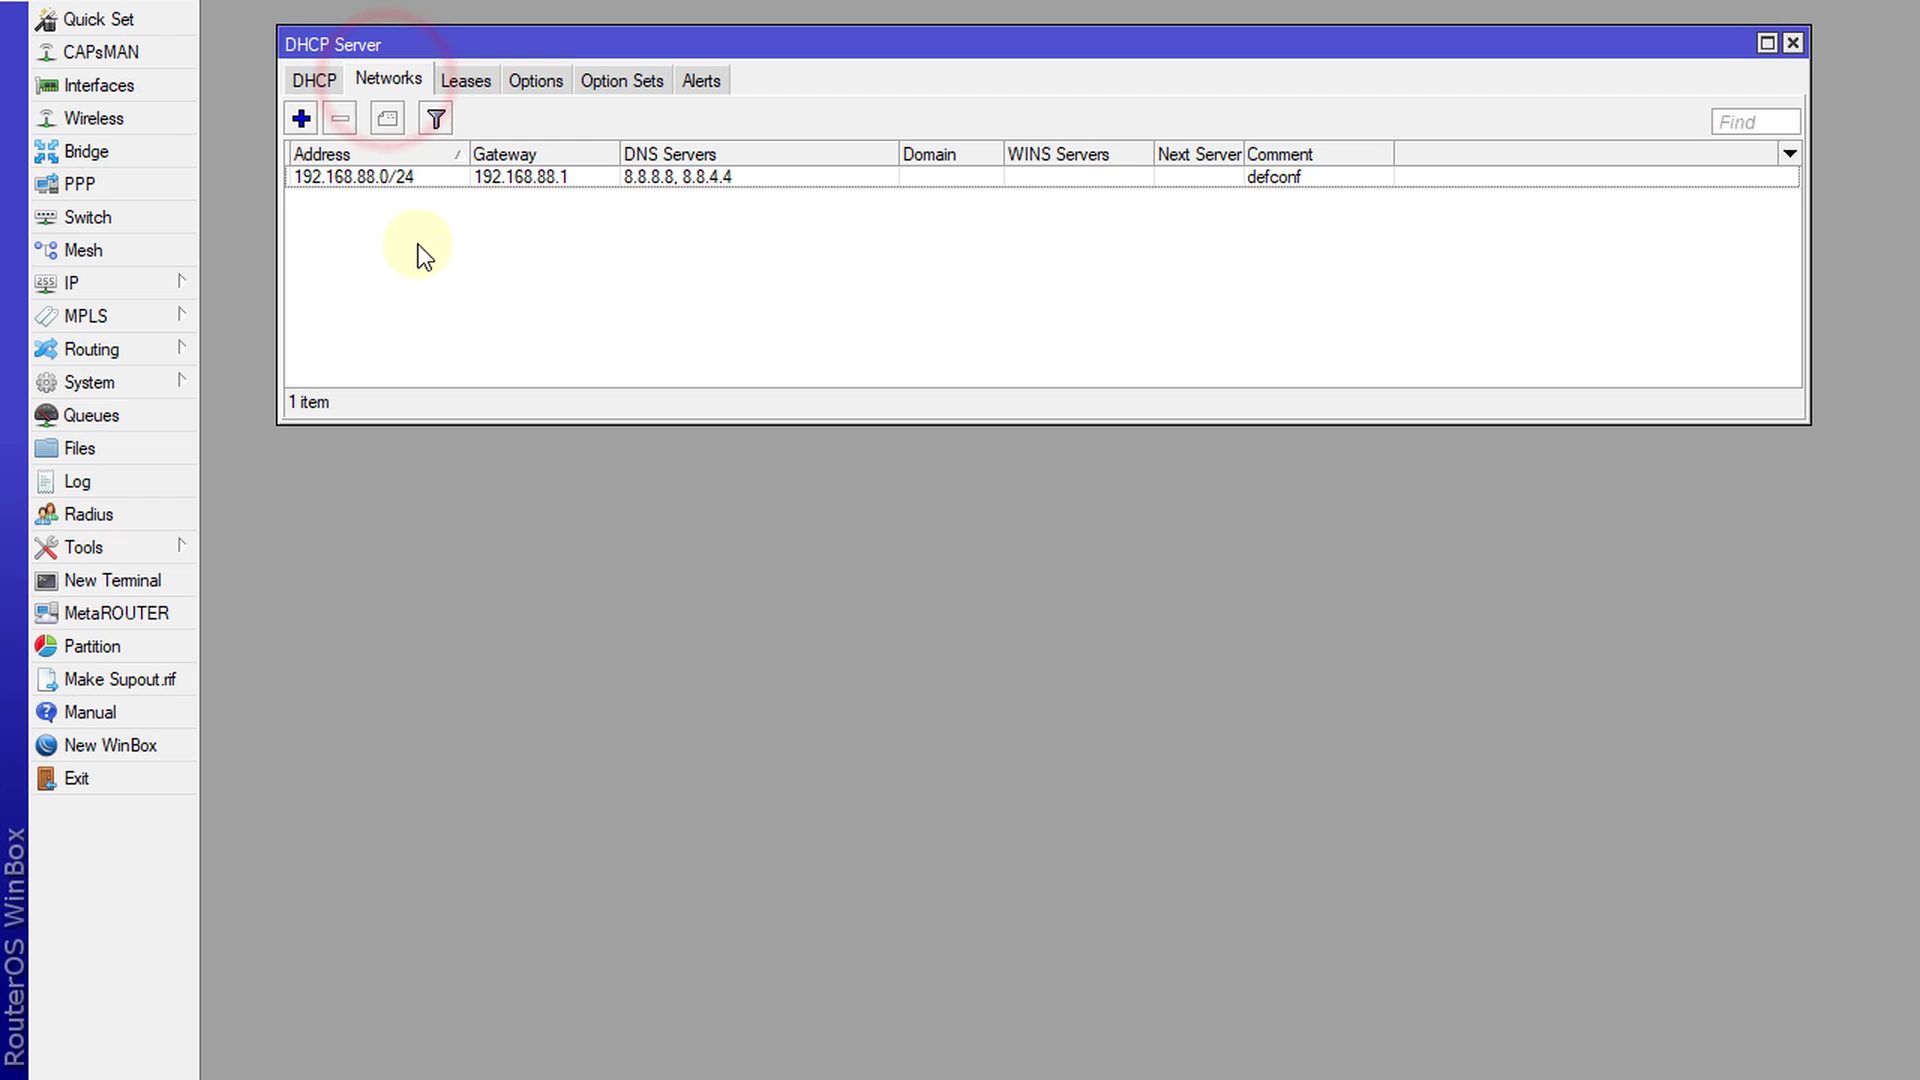 Quick Set
CAPsMAN
Interfaces
Wireless
Bridge
PPP
Switch
Mesh
255 IP
MPLS
Routing
System
Queues
Files
Log
Radius
Tools
New Terminal
MetaROUTER
Partition
Make Supout.rif
Manual
New WinBox
Exit
RouterOS WinBox
DHCP Server
DHCP Networks Leases Options Option Sets Alerts
Find
Address Gateway DNS Servers Domain WINS Servers Next Server Comment
192.168.88.0/24 192.168.88.1 8.8.8.8, 8.8.4.4 defconf
1 item